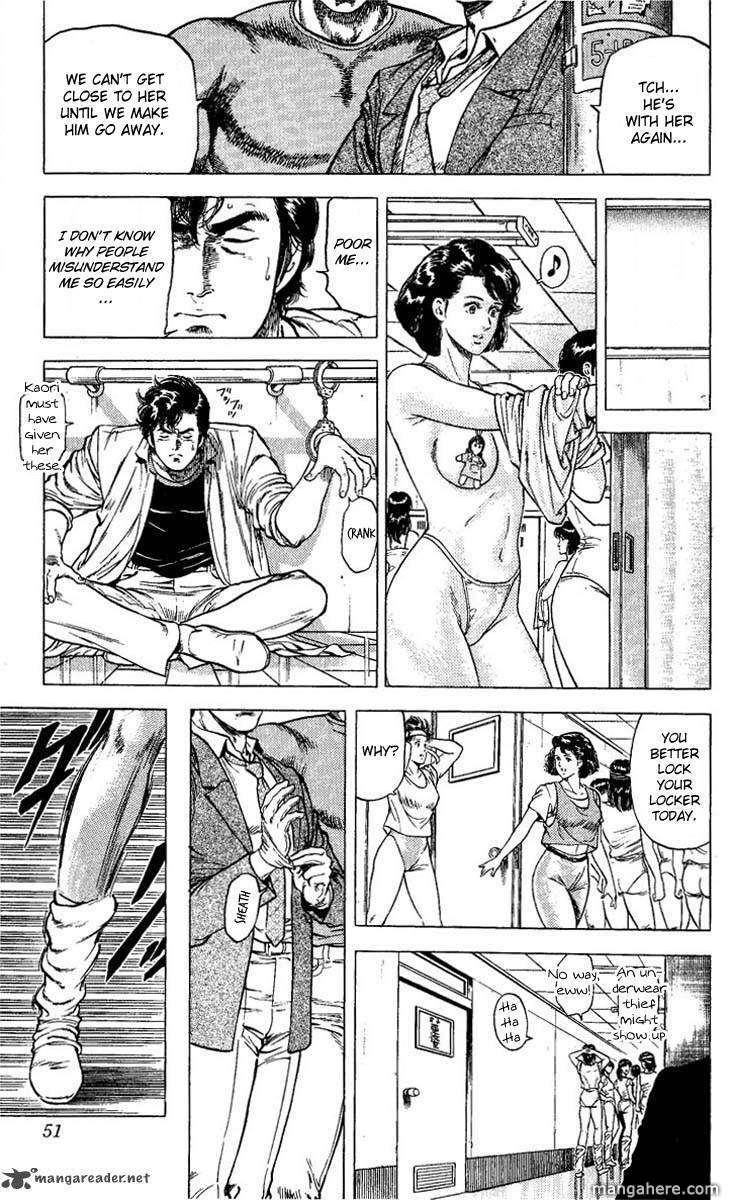 TCH...
HE'S
WITH HER
AGAIN...
WE CAN'T GET
CLOSE TO HER
UNTIL WE MAKE
HIM GO AWAY.
5-10
POOR
ME...
I DON'T KNOW
WHY PEOPLE
MISUNDERSTAND
ME SO EASILY
...
CRANK
Kaori
must
have
given
her
these
YOU
BETTER
LOCK
YOUR
LOCKER
TODAY.
WHY?
SHEATH
An un-
derwear
thief
might
show up
No way,
eww!
Ha
Ha
Ha
51
mangareader.net
mangahere.com